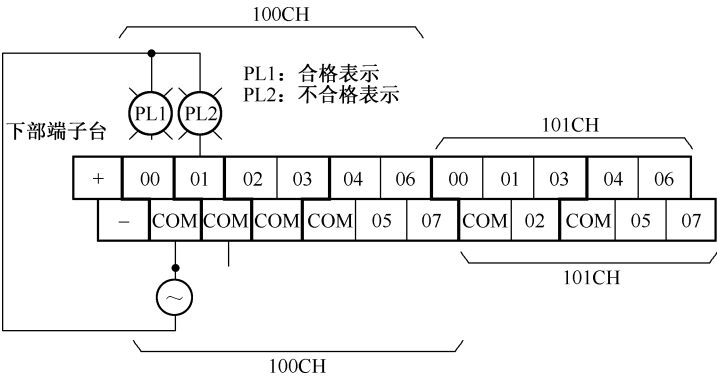 100CH
PL1：合格表示
PL2：不合格表示
PL1 PL2
下部端子台
101CH
+ 00 01 02 03 04 06 00 01 03 04 06
− COM COM COM COM 05 07 COM 02 COM 05 07
～
101CH
100CH